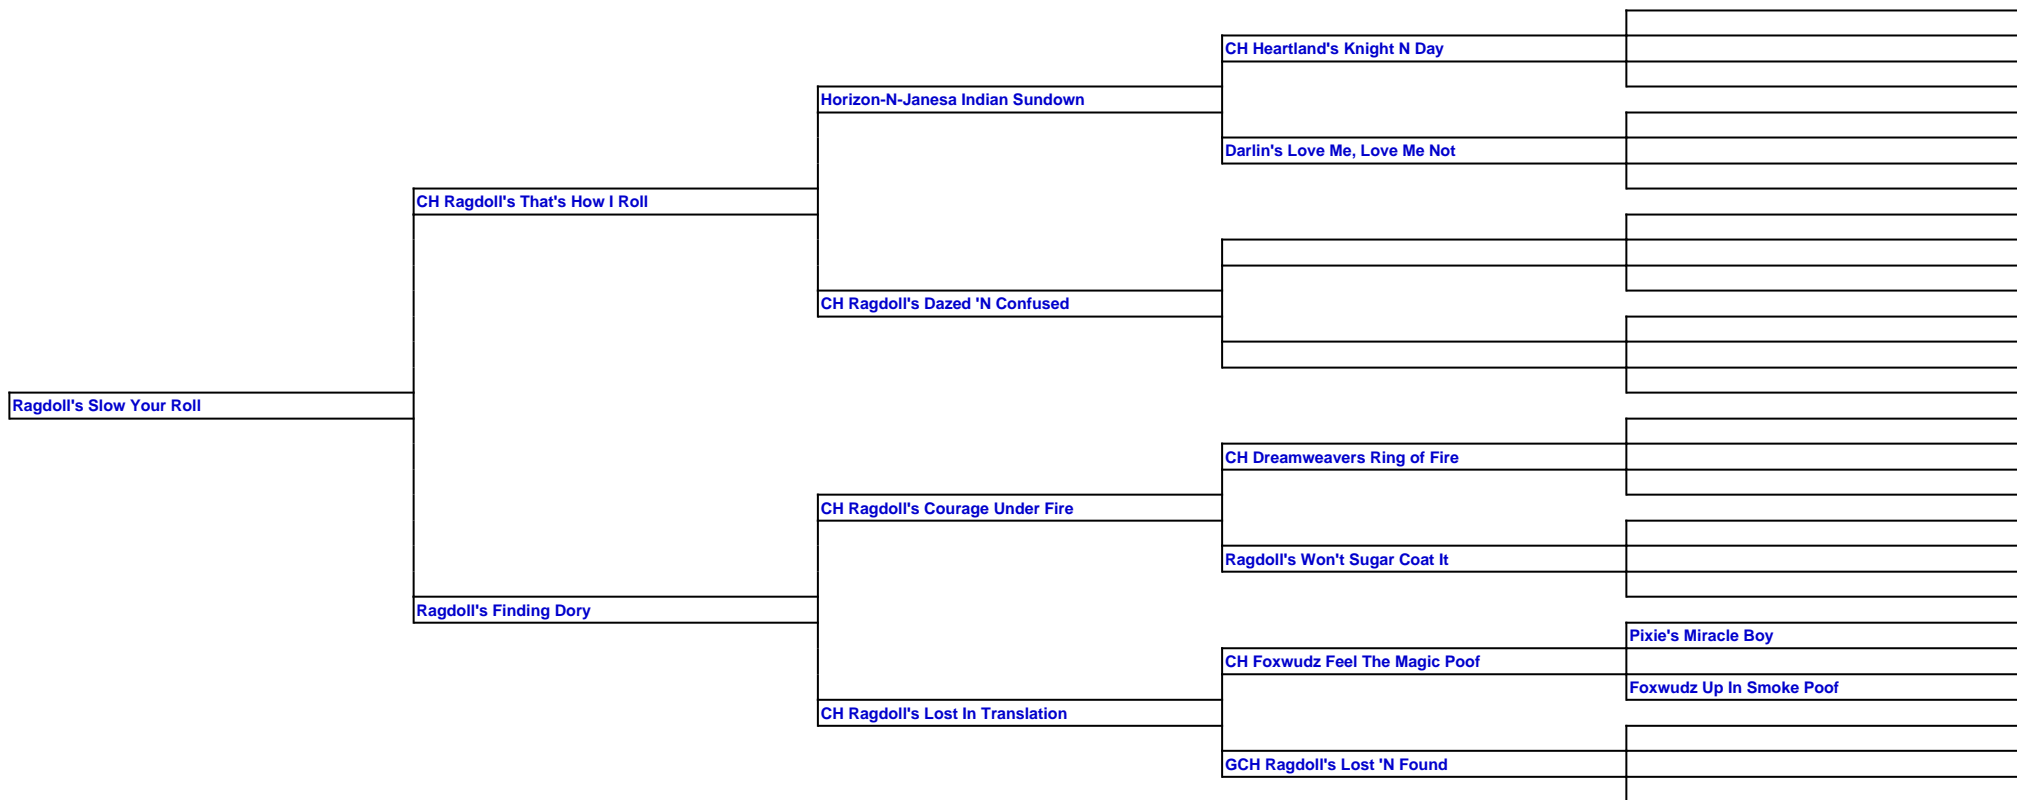 CH Heartland's Knight N Day
Horizon-N-Janesa Indian Sundown
Darlin's Love Me, Love Me Not
CH Ragdoll's That's How I Roll
CH Ragdoll's Dazed 'N Confused
Ragdoll's Slow Your Roll
CH Dreamweavers Ring of Fire
CH Ragdoll's Courage Under Fire
Ragdoll's Won't Sugar Coat It
Ragdoll's Finding Dory
Pixie's Miracle Boy
CH Foxwudz Feel The Magic Poof
Foxwudz Up In Smoke Poof
CH Ragdoll's Lost In Translation
GCH Ragdoll's Lost 'N Found